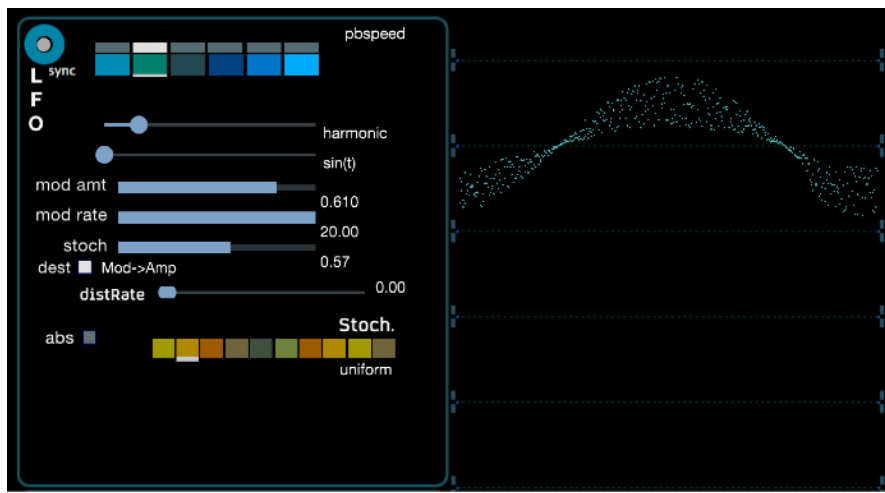 pbspeed
sync
L
F
O
harmonic
sin(t)
mod amt
0.610
mod rate
20.00
stoch
0.57
dest Mod->Amp
distRate 0.00
Stoch.
abs
uniform